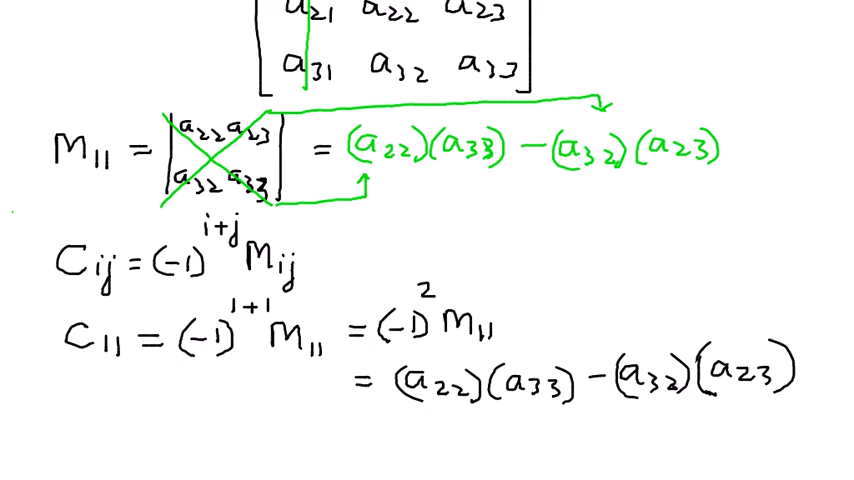 a21 a22 a23
a31 a32 a33
M11 = |a22 a23| = (a22)(a33) - (a32)(a23)
|a32 a33|
Cij = (-1)^i+j Mij
C11 = (-1)^1+1 M11 = (-1)^2 M11
= (a22)(a33) - (a32)(a23)